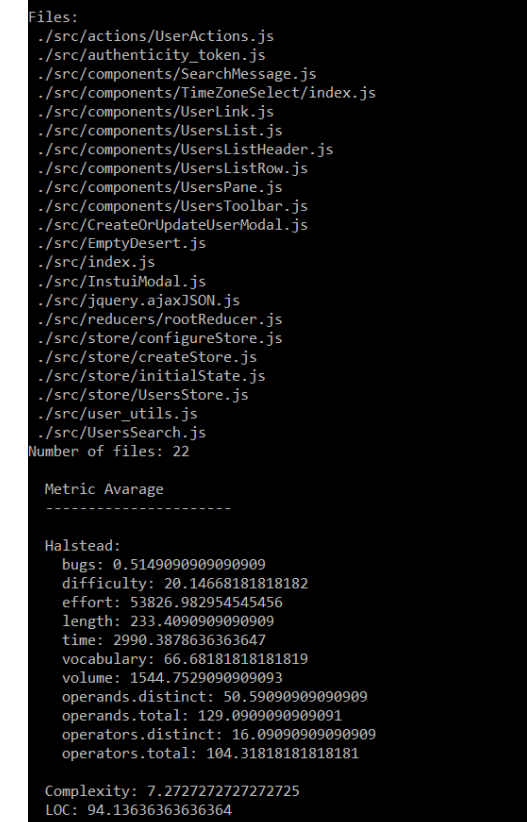 Files:
./src/actions/UserActions.js
./src/authenticity_token.js
./src/components/SearchMessage.js
./src/components/TimeZoneSelect/index.js
./src/components/UserLink.js
./src/components/UsersList.js
./src/components/UsersListHeader.js
./src/components/UsersListRow.js
./src/components/UsersPane.js
./src/components/UsersToolbar.js
./src/CreateOrUpdateUserModal.js
./src/EmptyDesert.js
./src/index.js
./src/InstuiModal.js
./src/jquery.ajaxJSON.js
./src/reducers/rootReducer.js
./src/store/configureStore.js
./src/store/createStore.js
./src/store/initialState.js
./src/store/UsersStore.js
./src/user_utils.js
./src/UsersSearch.js
Number of files: 22
Metric Avarage
----------------------
Halstead:
bugs: 0.5149090909090909
difficulty: 20.14668181818182
effort: 53826.982954545456
length: 233.4090909090909
time: 2990.3878636363647
vocabulary: 66.68181818181819
volume: 1544.7529090909093
operands.distinct: 50.59090909090909
operands.total: 129.0909090909091
operators.distinct: 16.09090909090909
operators.total: 104.31818181818181
Complexity: 7.2727272727272725
LOC: 94.13636363636364